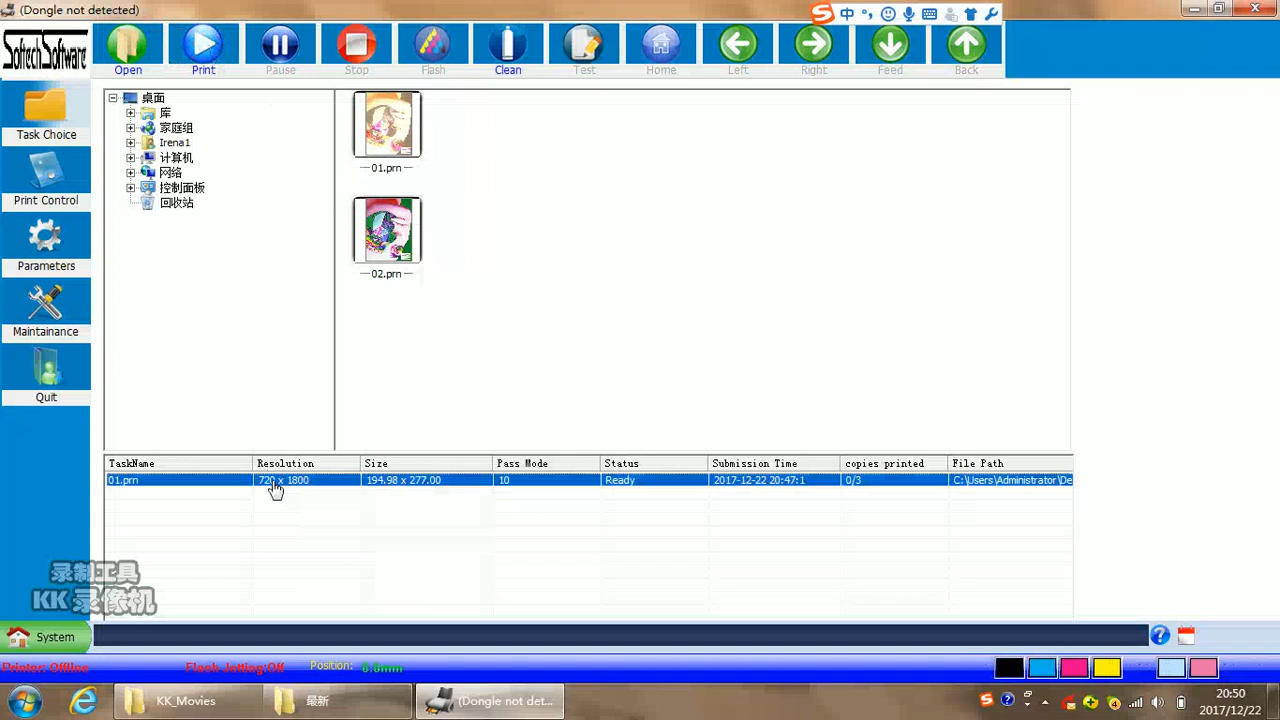 (Dongle not detected)
中
SoftechSoftware
Open
Print
Pause
Stop
Flash
Clean
Test
Home
Left
Right
Feed
Back
Task Choice
Print Control
Parameters
Maintainance
Quit
桌面
库
家庭组
Irena1
计算机
网络
控制面板
回收站
01.prn
02.prn
TaskName Resolution Size Pass Mode Status Submission Time copies printed File Path
01.prn 720 x 1800 194.98 x 277.00 10 Ready 2017-12-22 20:47:1 0/3 C:\Users\Administrator\De
录制工具
KK录像机
System
Printer: Offline Flash Jetting:Off Position: 0.0mm
KK_Movies 最新 (Dongle not det...
20:50
2017/12/22